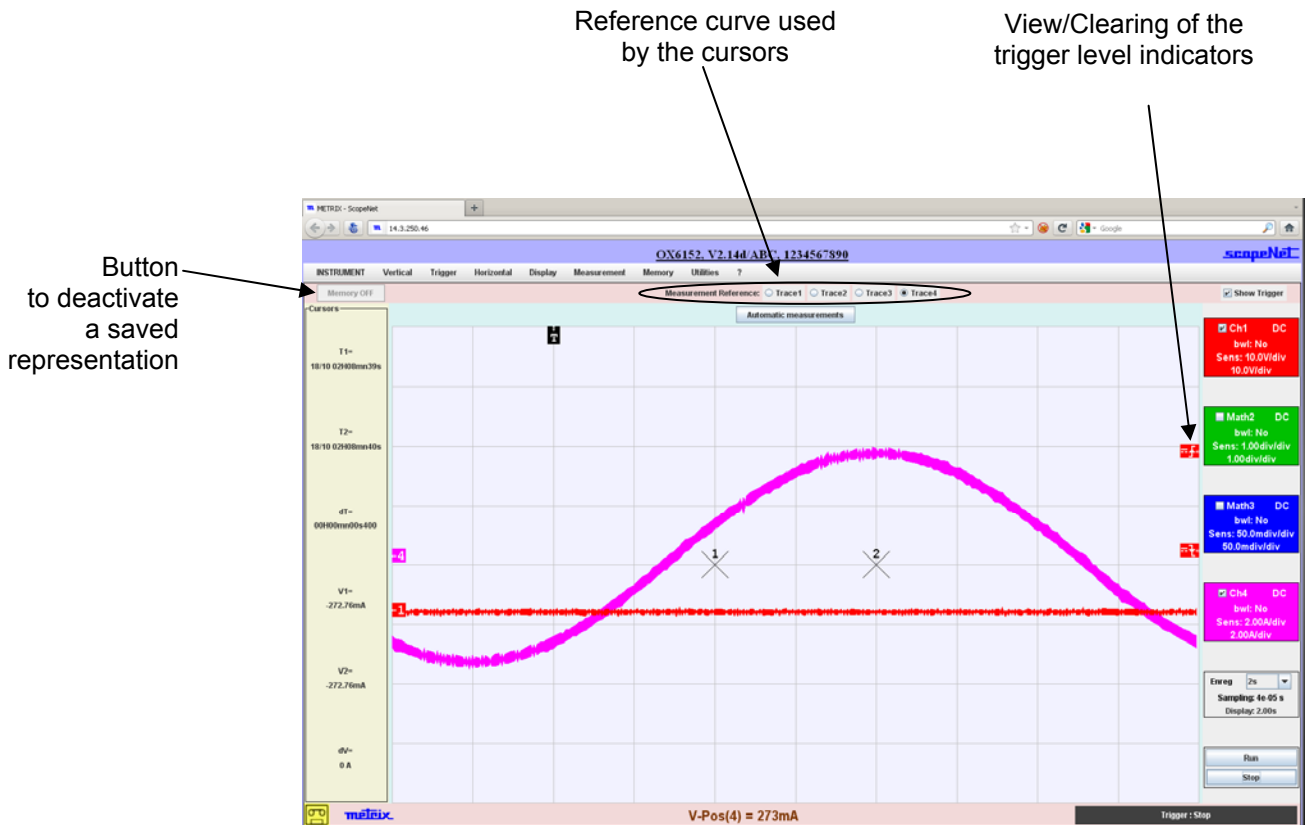 Reference curve used
by the cursors
View/Clearing of the
trigger level indicators
Button
to deactivate
a saved
representation
METRIX - ScopeNet
+
14.3.250.46
Google
OX6152, V2.14d/ABC, 1234567890
scopeNet
INSTRUMENT Vertical Trigger Horizontal Display Measurement Memory Utilities ?
Memory OFF
Measurement Reference: Trace1 Trace2 Trace3 Trace4
Show Trigger
Automatic measurements
Cursors
T1=
18/10 02H08mn39s
T2=
18/10 02H08mn40s
dT=
00H00mn00s400
V1=
-272.76mA
V2=
-272.76mA
dV=
0 A
T
4
1
1
2
Ch1 DC
bwl: No
Sens: 10.0V/div
10.0V/div
Math2 DC
bwl: No
Sens: 1.00div/div
1.00div/div
Math3 DC
bwl: No
Sens: 50.0mdiv/div
50.0mdiv/div
Ch4 DC
bwl: No
Sens: 2.00A/div
2.00A/div
Enreg 2s
Sampling: 4e-05 s
Display: 2.00s
Run
Stop
metrix
V-Pos(4) = 273mA
Trigger : Stop